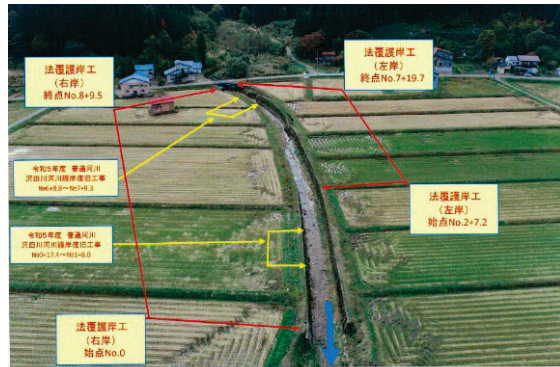 法覆護岸工
(右岸)
終点No.8+9.5
法覆護岸工
(左岸)
終点No.7+19.7
令和5年度 普通河川
沢田川河川護岸復旧工事
№6+8.8～№7+9.3
法覆護岸工
(左岸)
始点No.2+7.2
令和5年度 普通河川
沢田川河川護岸復旧工事
№0+17.4～№1+8.0
法覆護岸工
(右岸)
始点No.0